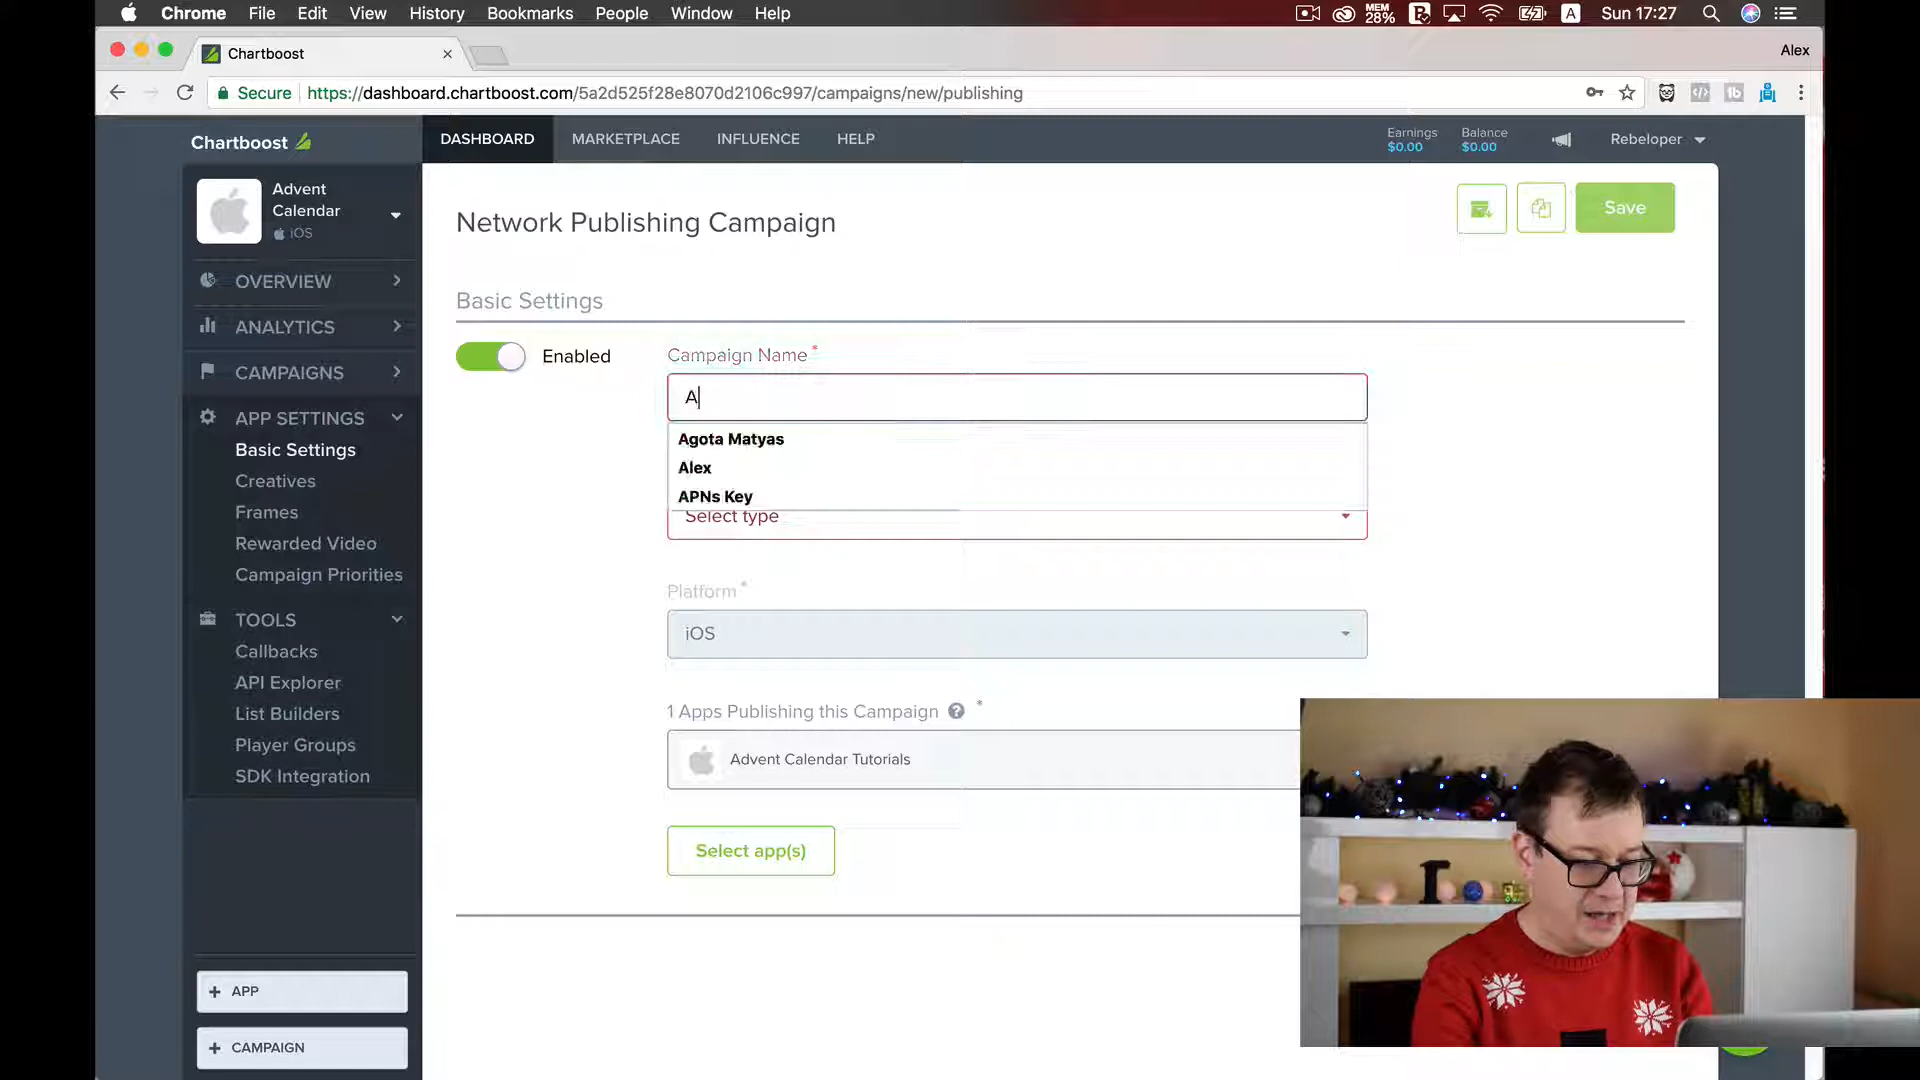 Chrome File Edit View History Bookmarks People Window Help MEM 28% A Sun 17:27
Chartboost Alex
Secure https://dashboard.chartboost.com/5a2d525f28e8070d2106c997/campaigns/new/publishing
Chartboost DASHBOARD MARKETPLACE INFLUENCE HELP Earnings $0.00 Balance $0.00 Rebeloper
Advent Calendar
iOS
OVERVIEW
ANALYTICS
CAMPAIGNS
APP SETTINGS
Basic Settings
Creatives
Frames
Rewarded Video
Campaign Priorities
TOOLS
Callbacks
API Explorer
List Builders
Player Groups
SDK Integration
+ APP
+ CAMPAIGN
Network Publishing Campaign
Save
Basic Settings
Enabled
Campaign Name *
A
Agota Matyas
Alex
APNs Key
Select type
Platform *
iOS
1 Apps Publishing this Campaign ? *
Advent Calendar Tutorials
Select app(s)